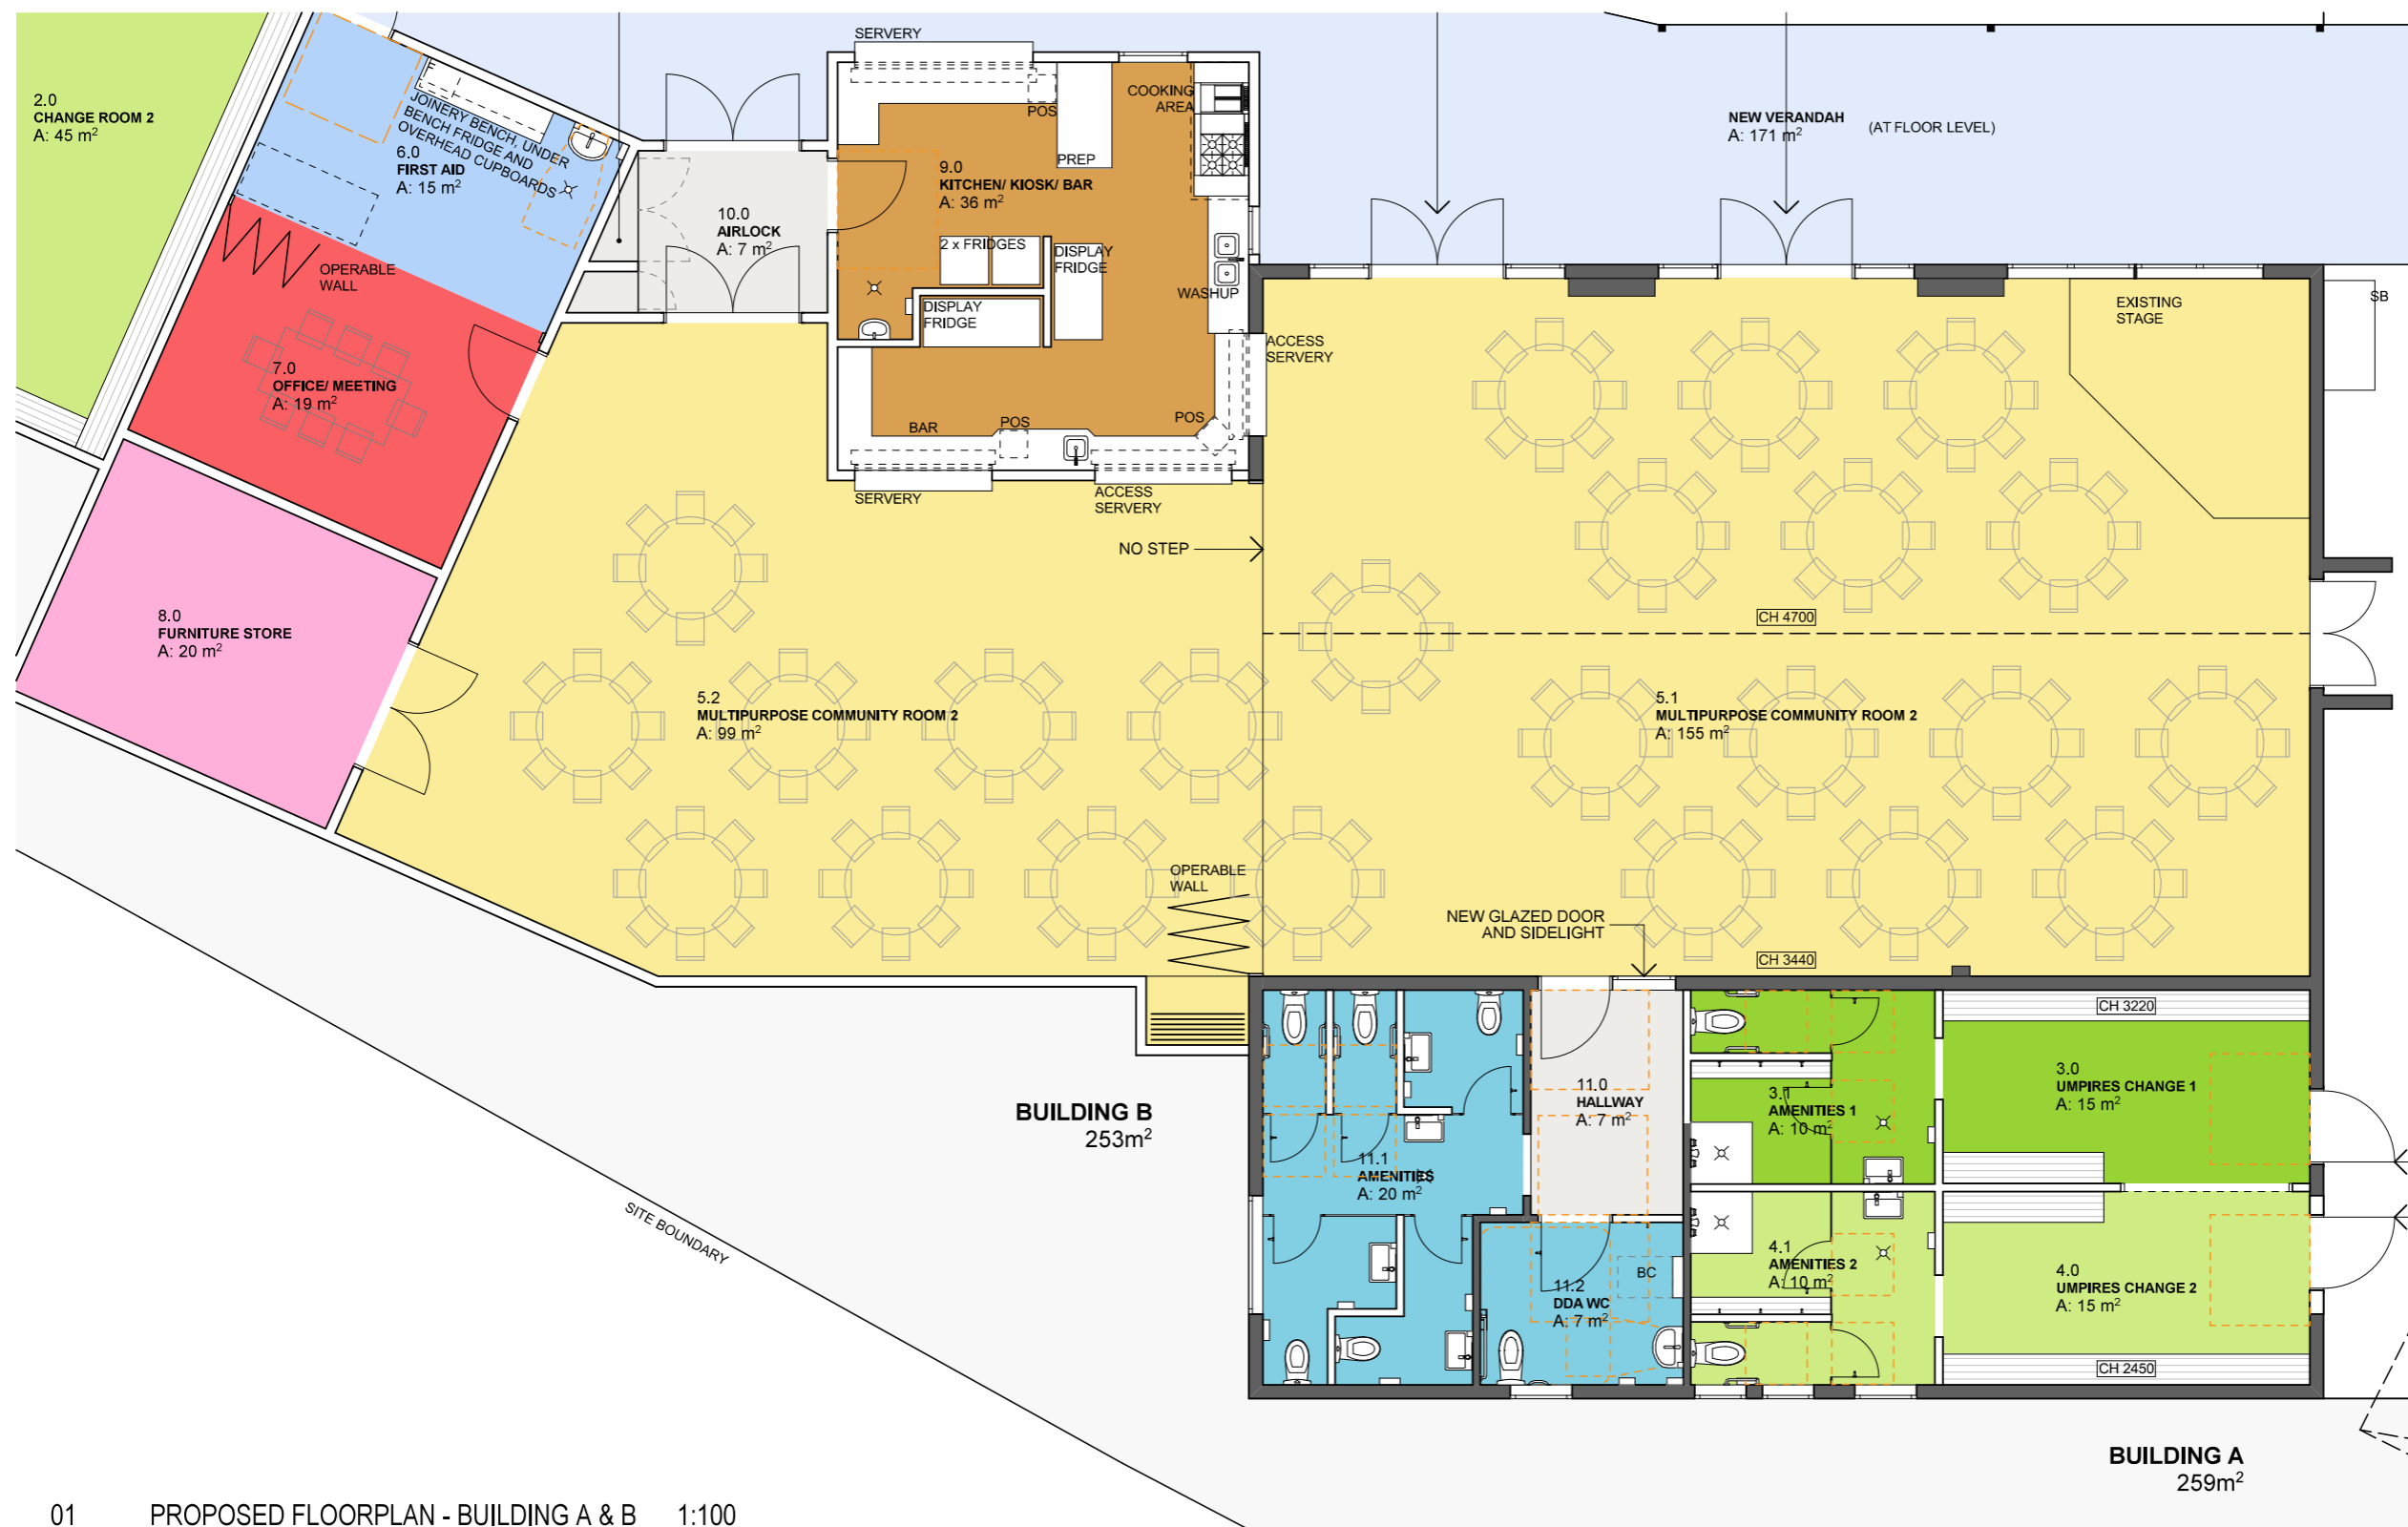 SERVERY
2.0
CHANGE ROOM 2
A: 45 m²
JOINERY BENCH, UNDER
BENCH FRIDGE AND
OVERHEAD CUPBOARDS
6.0
FIRST AID
A: 15 m²
POS
COOKING
AREA
PREP
NEW VERANDAH
A: 171 m²
(AT FLOOR LEVEL)
9.0
KITCHEN/ KIOSK/ BAR
A: 36 m²
10.0
AIRLOCK
A: 7 m²
2 x FRIDGES
DISPLAY
FRIDGE
OPERABLE
WALL
WASHUP
DISPLAY
FRIDGE
EXISTING
STAGE
SB
ACCESS
SERVERY
7.0
OFFICE/ MEETING
A: 19 m²
BAR
POS
POS
SERVERY
ACCESS
SERVERY
NO STEP
8.0
FURNITURE STORE
A: 20 m²
CH 4700
5.2
MULTIPURPOSE COMMUNITY ROOM 2
A: 99 m²
5.1
MULTIPURPOSE COMMUNITY ROOM 2
A: 155 m²
OPERABLE
WALL
NEW GLAZED DOOR
AND SIDELIGHT
CH 3440
CH 3220
BUILDING B
253m²
11.0
HALLWAY
A: 7 m²
3.1
AMENITIES 1
A: 10 m²
3.0
UMPIRES CHANGE 1
A: 15 m²
11.1
AMENITIES
A: 20 m²
SITE BOUNDARY
4.1
AMENITIES 2
A: 10 m²
BC
11.2
DDA WC
A: 7 m²
4.0
UMPIRES CHANGE 2
A: 15 m²
CH 2450
BUILDING A
259m²
01 PROPOSED FLOORPLAN - BUILDING A & B 1:100